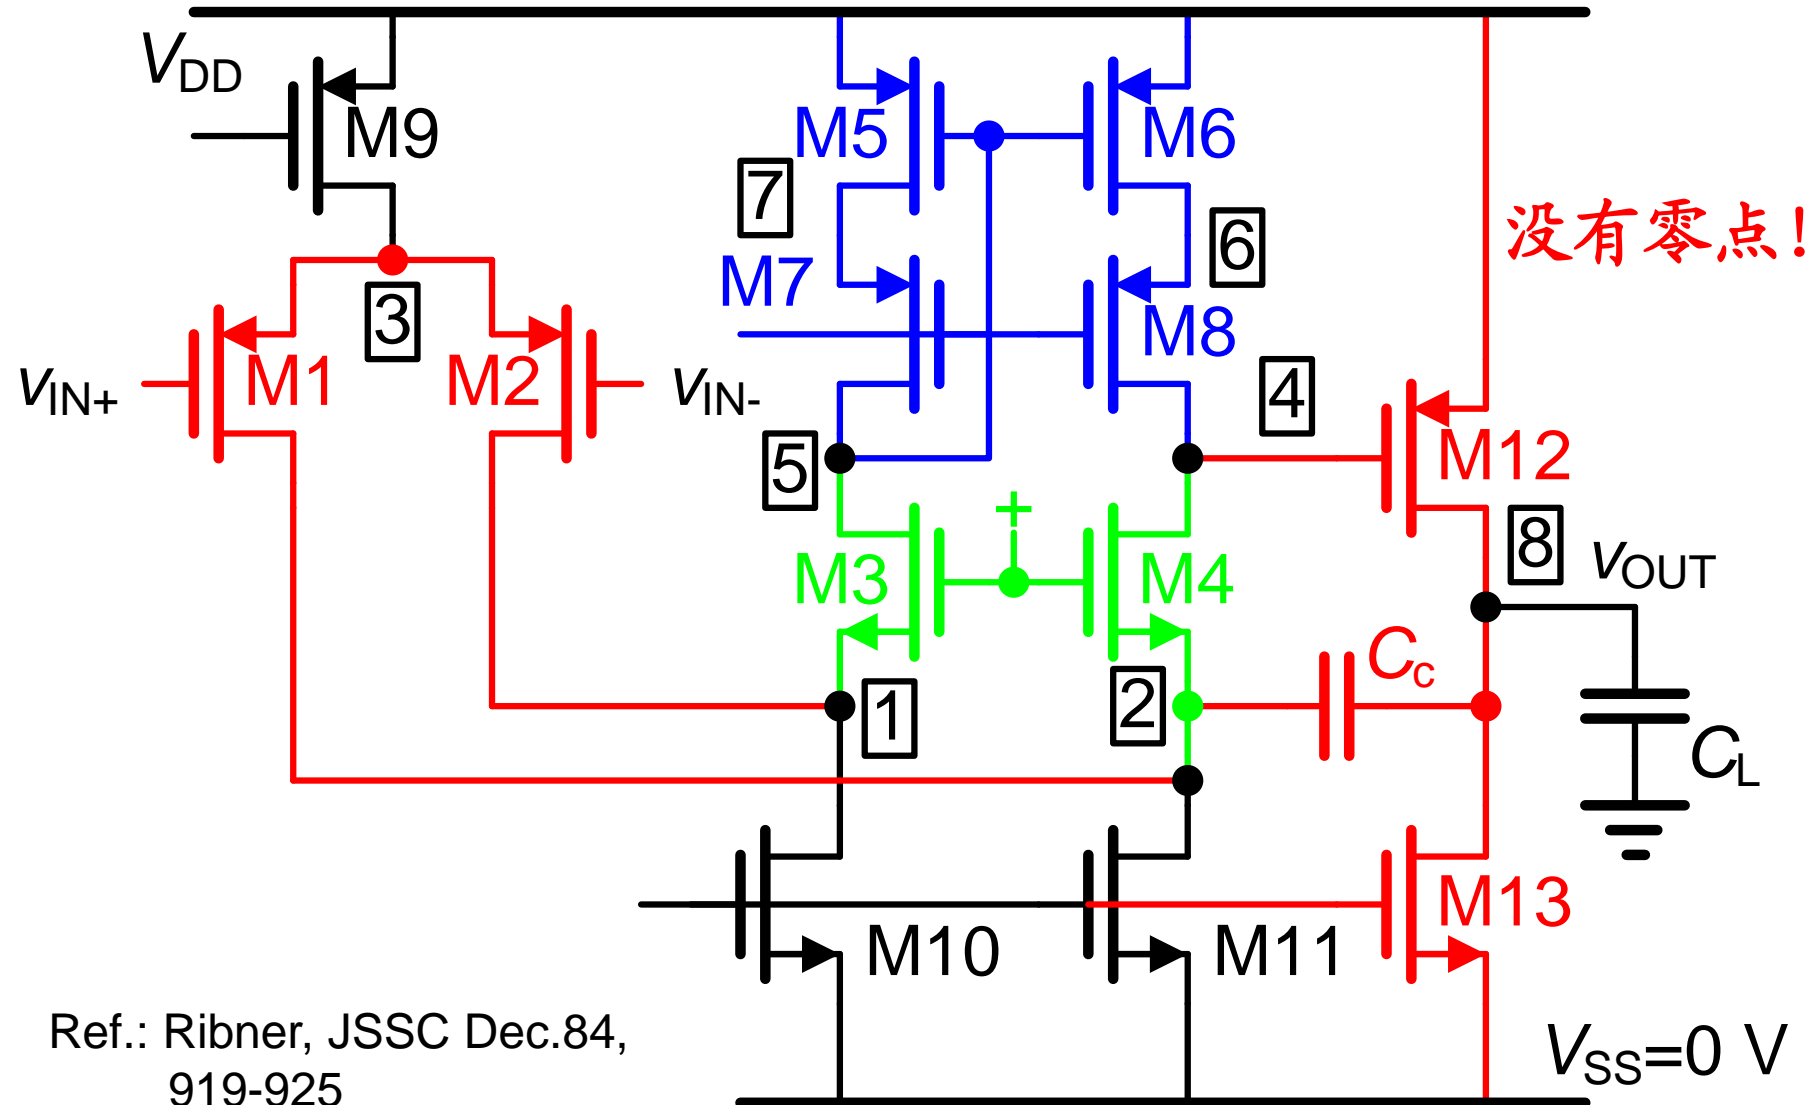 VDD
M9
M5
M6
7
6
没有零点!
M7
M8
3
vIN+
M1
M2
vIN-
4
5
M12
M3
+
M4
8
vOUT
1
2
Cc
CL
M10
M11
M13
Ref.: Ribner, JSSC Dec.84,
919-925
VSS=0 V